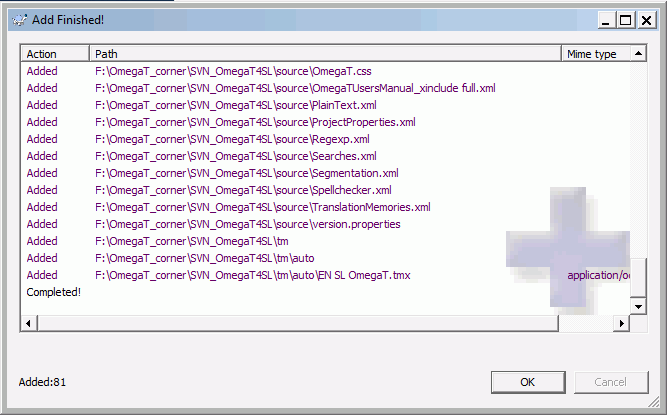 Add Finished!
Action Path Mime type
Added F:\OmegaT_corner\SVN_OmegaT4SL\source\OmegaT.css
Added F:\OmegaT_corner\SVN_OmegaT4SL\source\OmegaTUsersManual_xinclude full.xml
Added F:\OmegaT_corner\SVN_OmegaT4SL\source\PlainText.xml
Added F:\OmegaT_corner\SVN_OmegaT4SL\source\ProjectProperties.xml
Added F:\OmegaT_corner\SVN_OmegaT4SL\source\Regexp.xml
Added F:\OmegaT_corner\SVN_OmegaT4SL\source\Searches.xml
Added F:\OmegaT_corner\SVN_OmegaT4SL\source\Segmentation.xml
Added F:\OmegaT_corner\SVN_OmegaT4SL\source\Spellchecker.xml
Added F:\OmegaT_corner\SVN_OmegaT4SL\source\TranslationMemories.xml
Added F:\OmegaT_corner\SVN_OmegaT4SL\source\version.properties
Added F:\OmegaT_corner\SVN_OmegaT4SL\tm
Added F:\OmegaT_corner\SVN_OmegaT4SL\tm\auto
Added F:\OmegaT_corner\SVN_OmegaT4SL\tm\auto\EN SL OmegaT.tmx application/oc
Completed!
Added:81 OK Cancel